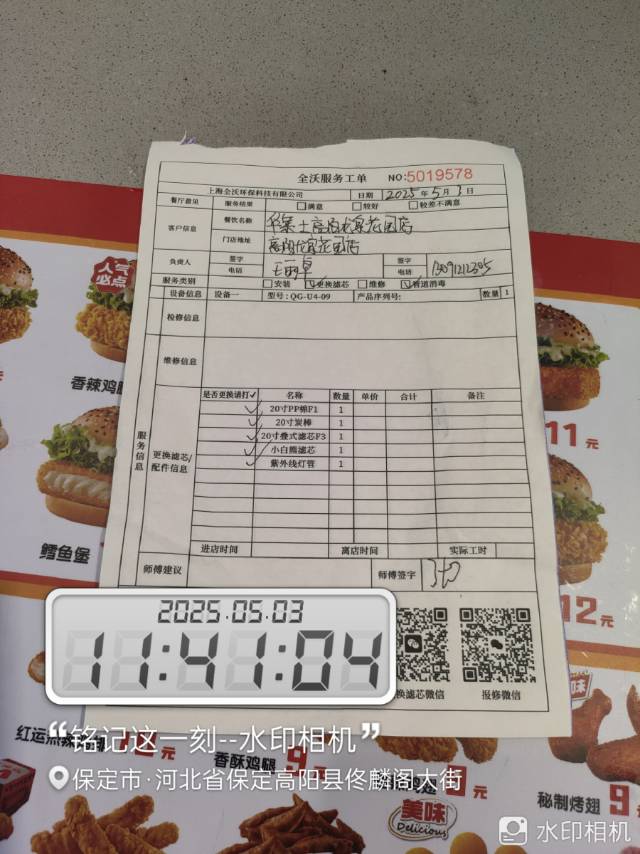 全沃服务工单 NO:5019578
上海全沃环保科技有限公司 日期 2025年5月3日
餐厅意见 服务结果 □满意 □较好 □较差不满意
客户信息 餐饮名称
门店地址
负责人 签字 签字
电话 电话
服务类别 □安装 ☑更换滤芯 □维修 ☑管道消毒
设备信息 设备一 型号:QG-U4-09 产品序列号: 数量 1
检修信息
维修信息
服务信息
更换滤芯/配件信息
是否更换请打✓ 名称 数量 单价 合计 备注
✓ 20寸PP棉F1 1
✓ 20寸炭棒 1
✓ 20寸叠式滤芯F3 1
✓ 小白熊滤芯 1
✓ 紫外线灯管 1
进店时间 离店时间 实际工时
师傅建议 师傅签字
换滤芯微信 报修微信
人气必点
香辣鸡腿
鳕鱼堡
11元
12元
香酥鸡腿 9元
秘制烤翅 9
美味
Delicious
2025.05.03
11:41:04
“铭记这一刻--水印相机”
保定市·河北省保定高阳县佟麟阁大街
水印相机